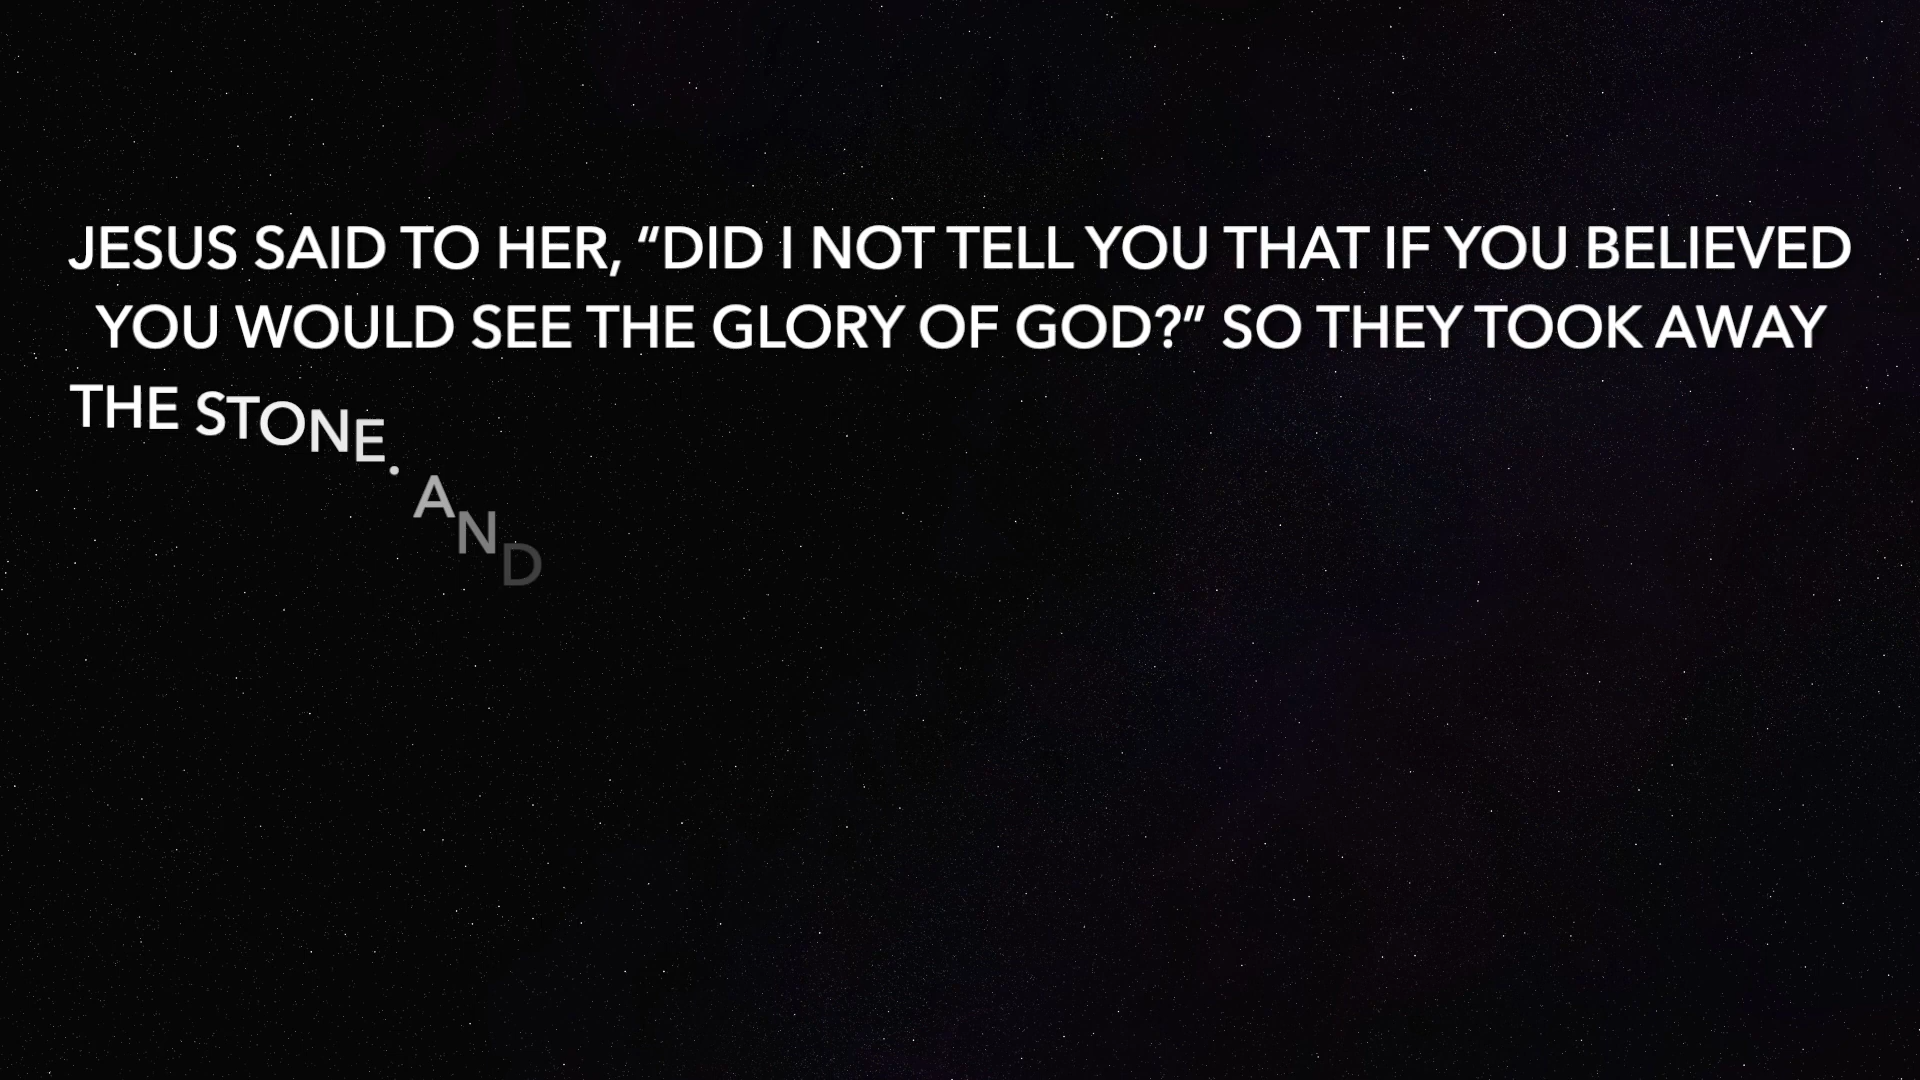 JESUS SAID TO HER, “DID I NOT TELL YOU THAT IF YOU BELIEVED
YOU WOULD SEE THE GLORY OF GOD?” SO THEY TOOK AWAY
THE STONE. AND